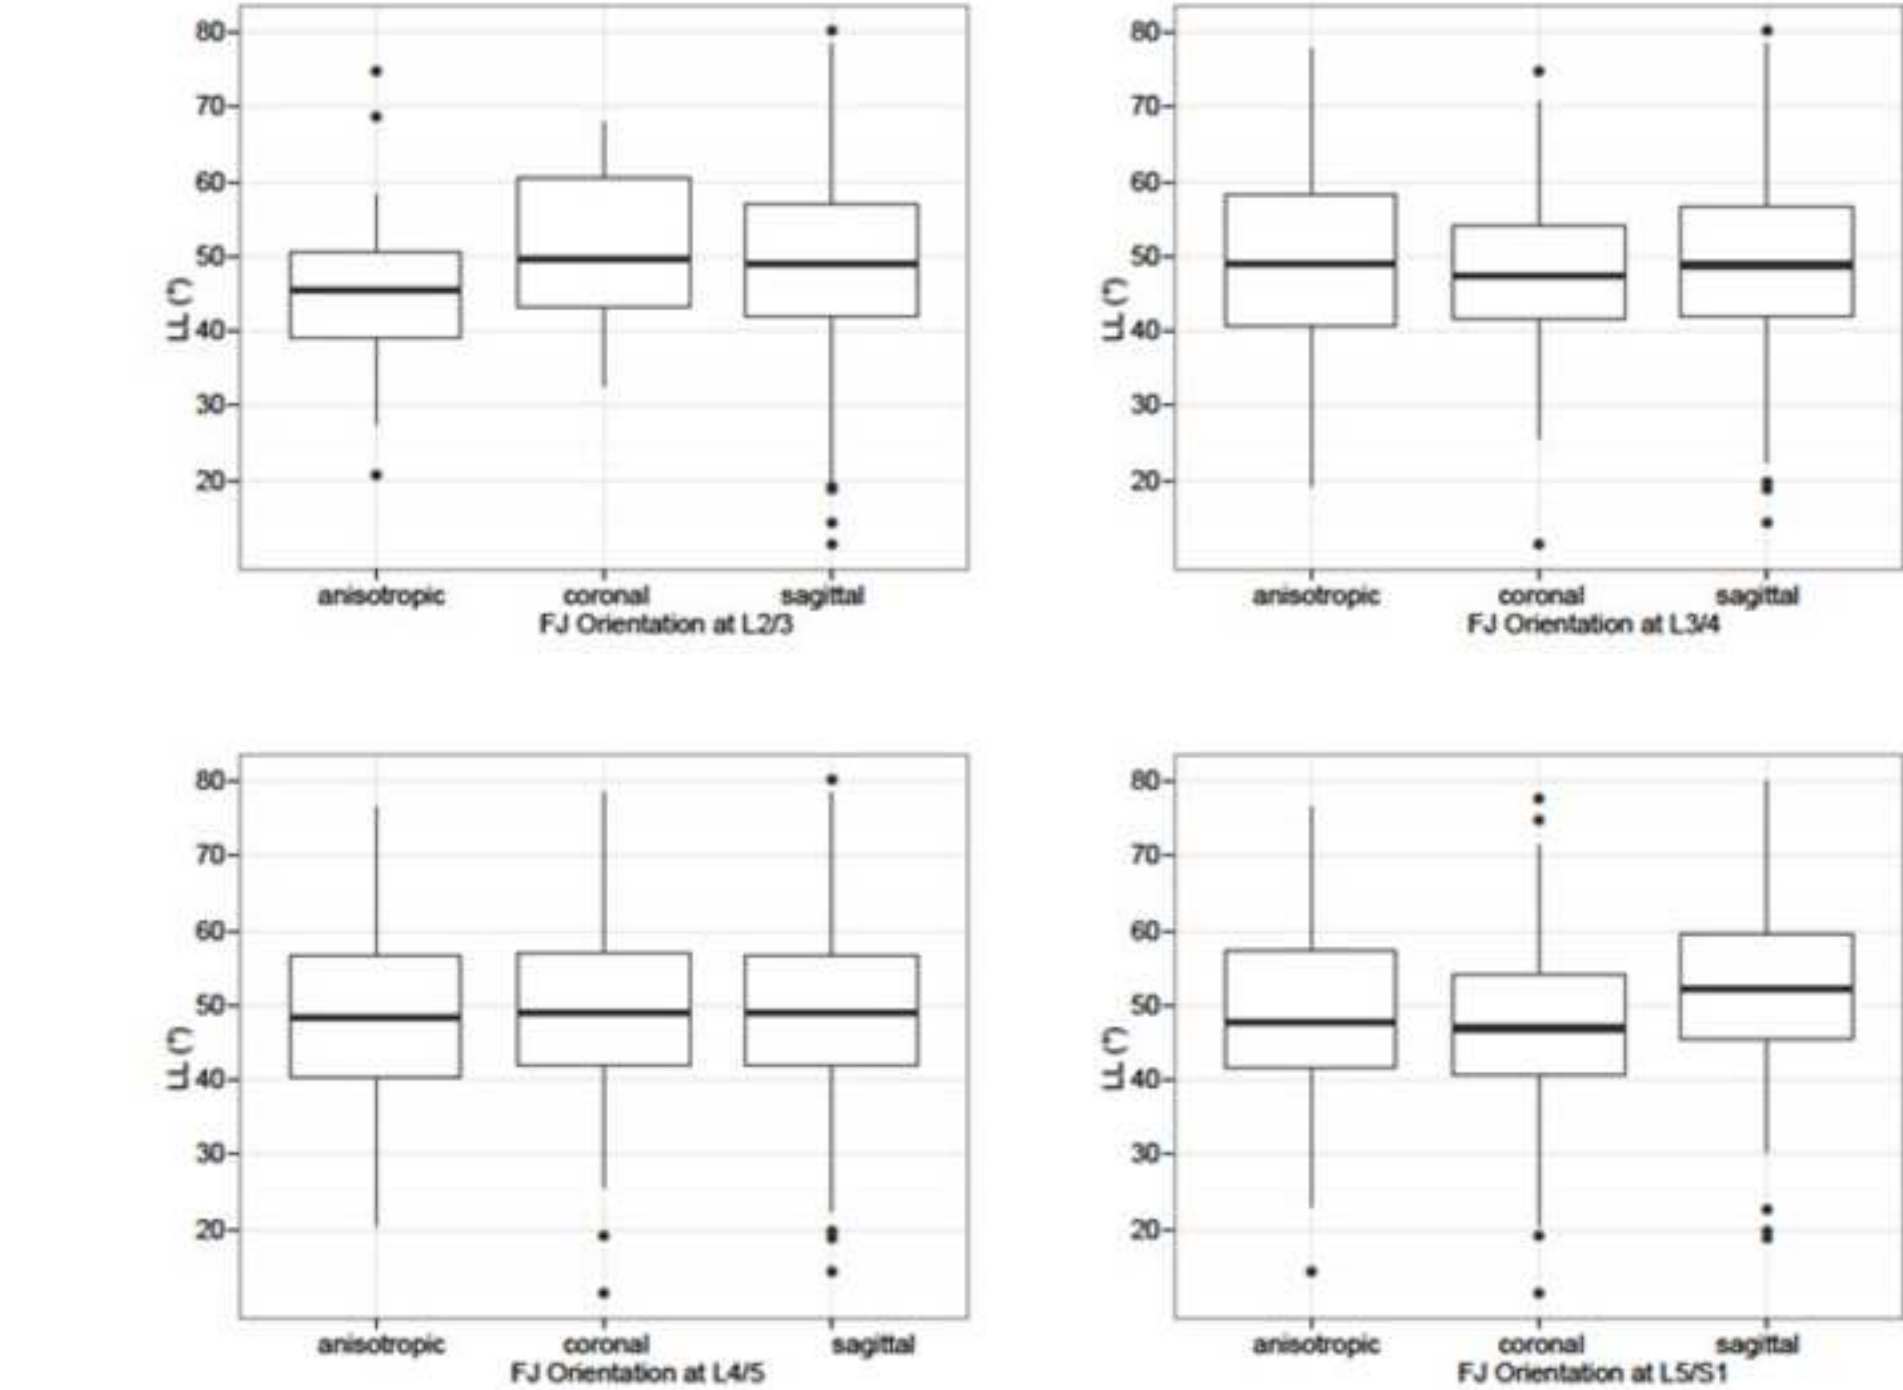 80
70
60
50
40
30
20
LL (°)
anisotropic coronal sagittal
FJ Orientation at L2/3
80
70
60
50
40
30
20
LL (°)
anisotropic coronal sagittal
FJ Orientation at L3/4
80
70
60
50
40
30
20
LL (°)
anisotropic coronal sagittal
FJ Orientation at L4/5
80
70
60
50
40
30
20
LL (°)
anisotropic coronal sagittal
FJ Orientation at L5/S1